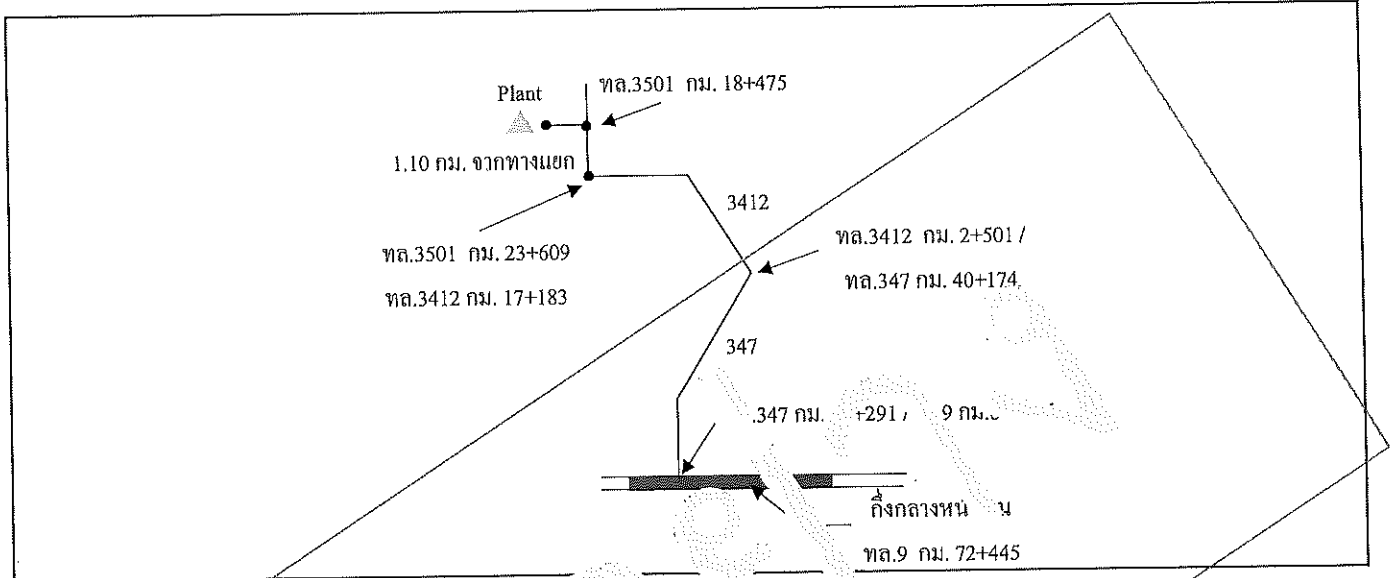 Plant
ทล.3501 กม. 18+475
1.10 กม. จากทางแยก
3412
ทล.3501 กม. 23+609
ทล.3412 กม. 17+183
ทล.3412 กม. 2+501 /
ทล.347 กม. 40+174
347
.347 กม. +291 / 9 กม.
กึ่งกลาง
ทล.9 กม. 72+445